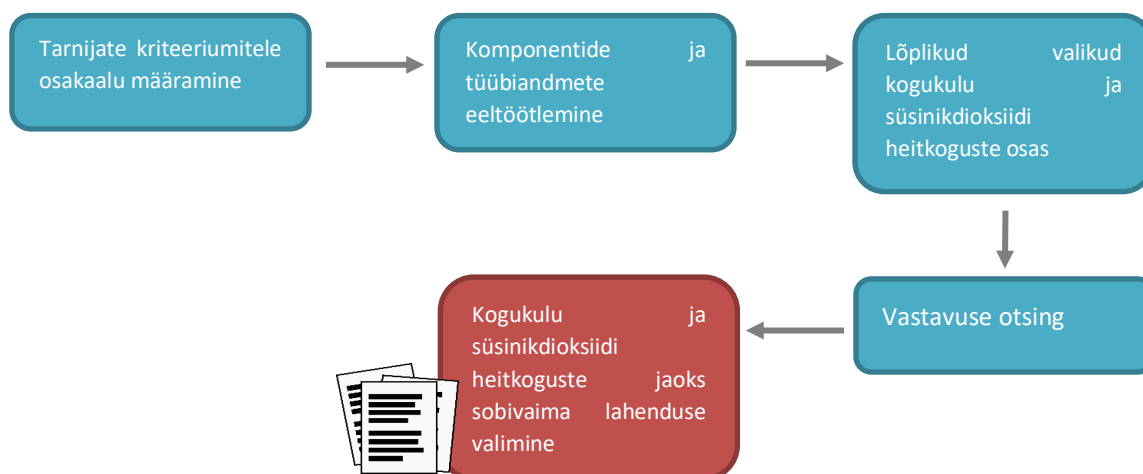 Tarnijate kriteeriumitele
osakaalu määramine
Komponentide ja
tüübiandmete
eeltöötlemine
Lõplikud valikud
kogukulu ja
süsinikdioksiidi
heitkoguste osas
Vastavuse otsing
Kogukulu ja
süsinikdioksiidi
heitkoguste jaoks
sobivaima lahenduse
valimine